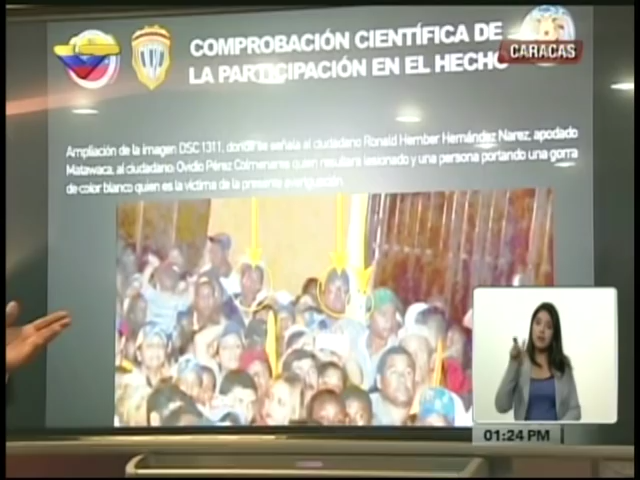 COMPROBACIÓN CIENTÍFICA DE
LA PARTICIPACIÓN EN EL HECHO
CARACAS
Ampliación de la imagen DSC1311, donde se señala al ciudadano Ronald Hember Hernández Narez, apodado
Matawaca, al ciudadano Ovidio Pérez Colmenares quien resultara lesionado y una persona portando una gorra
de color blanco quien es la víctima de la presente averiguación
01:24 PM